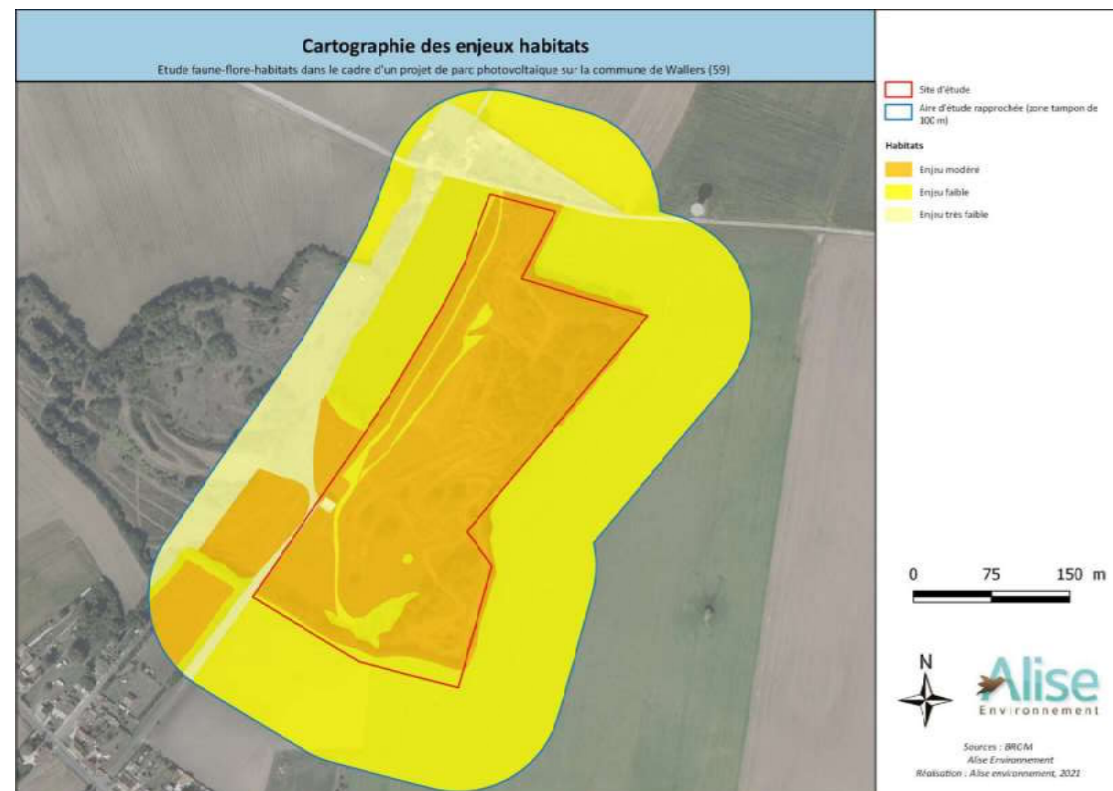 Cartographie des enjeux habitats
Etude faune-flore-habitats dans le cadre d'un projet de parc photovoltaïque sur la commune de Wallers (59)
Site d'étude
Aire d'étude rapprochée (zone tampon de
100 m)
Habitats
Enjeu modéré
Enjeu faible
Enjeu très faible
0 75 150 m
N
Alise
Environnement
Sources : BRGM
Alise Environnement
Réalisation : Alise environnement, 2021